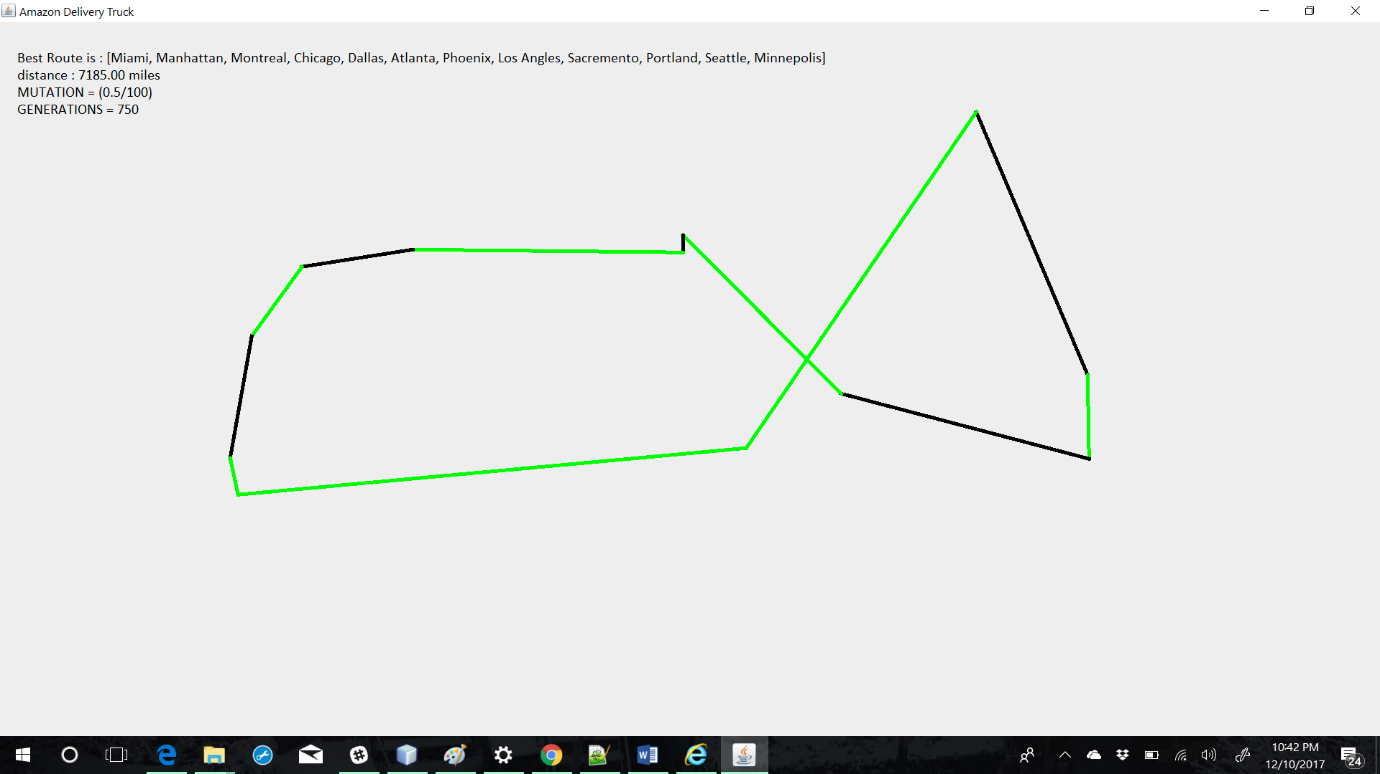 Amazon Delivery Truck
Best Route is : [Miami, Manhattan, Montreal, Chicago, Dallas, Atlanta, Phoenix, Los Angles, Sacremento, Portland, Seattle, Minnepolis]
distance : 7185.00 miles
MUTATION = (0.5/100)
GENERATIONS = 750
10:42 PM
12/10/2017
24